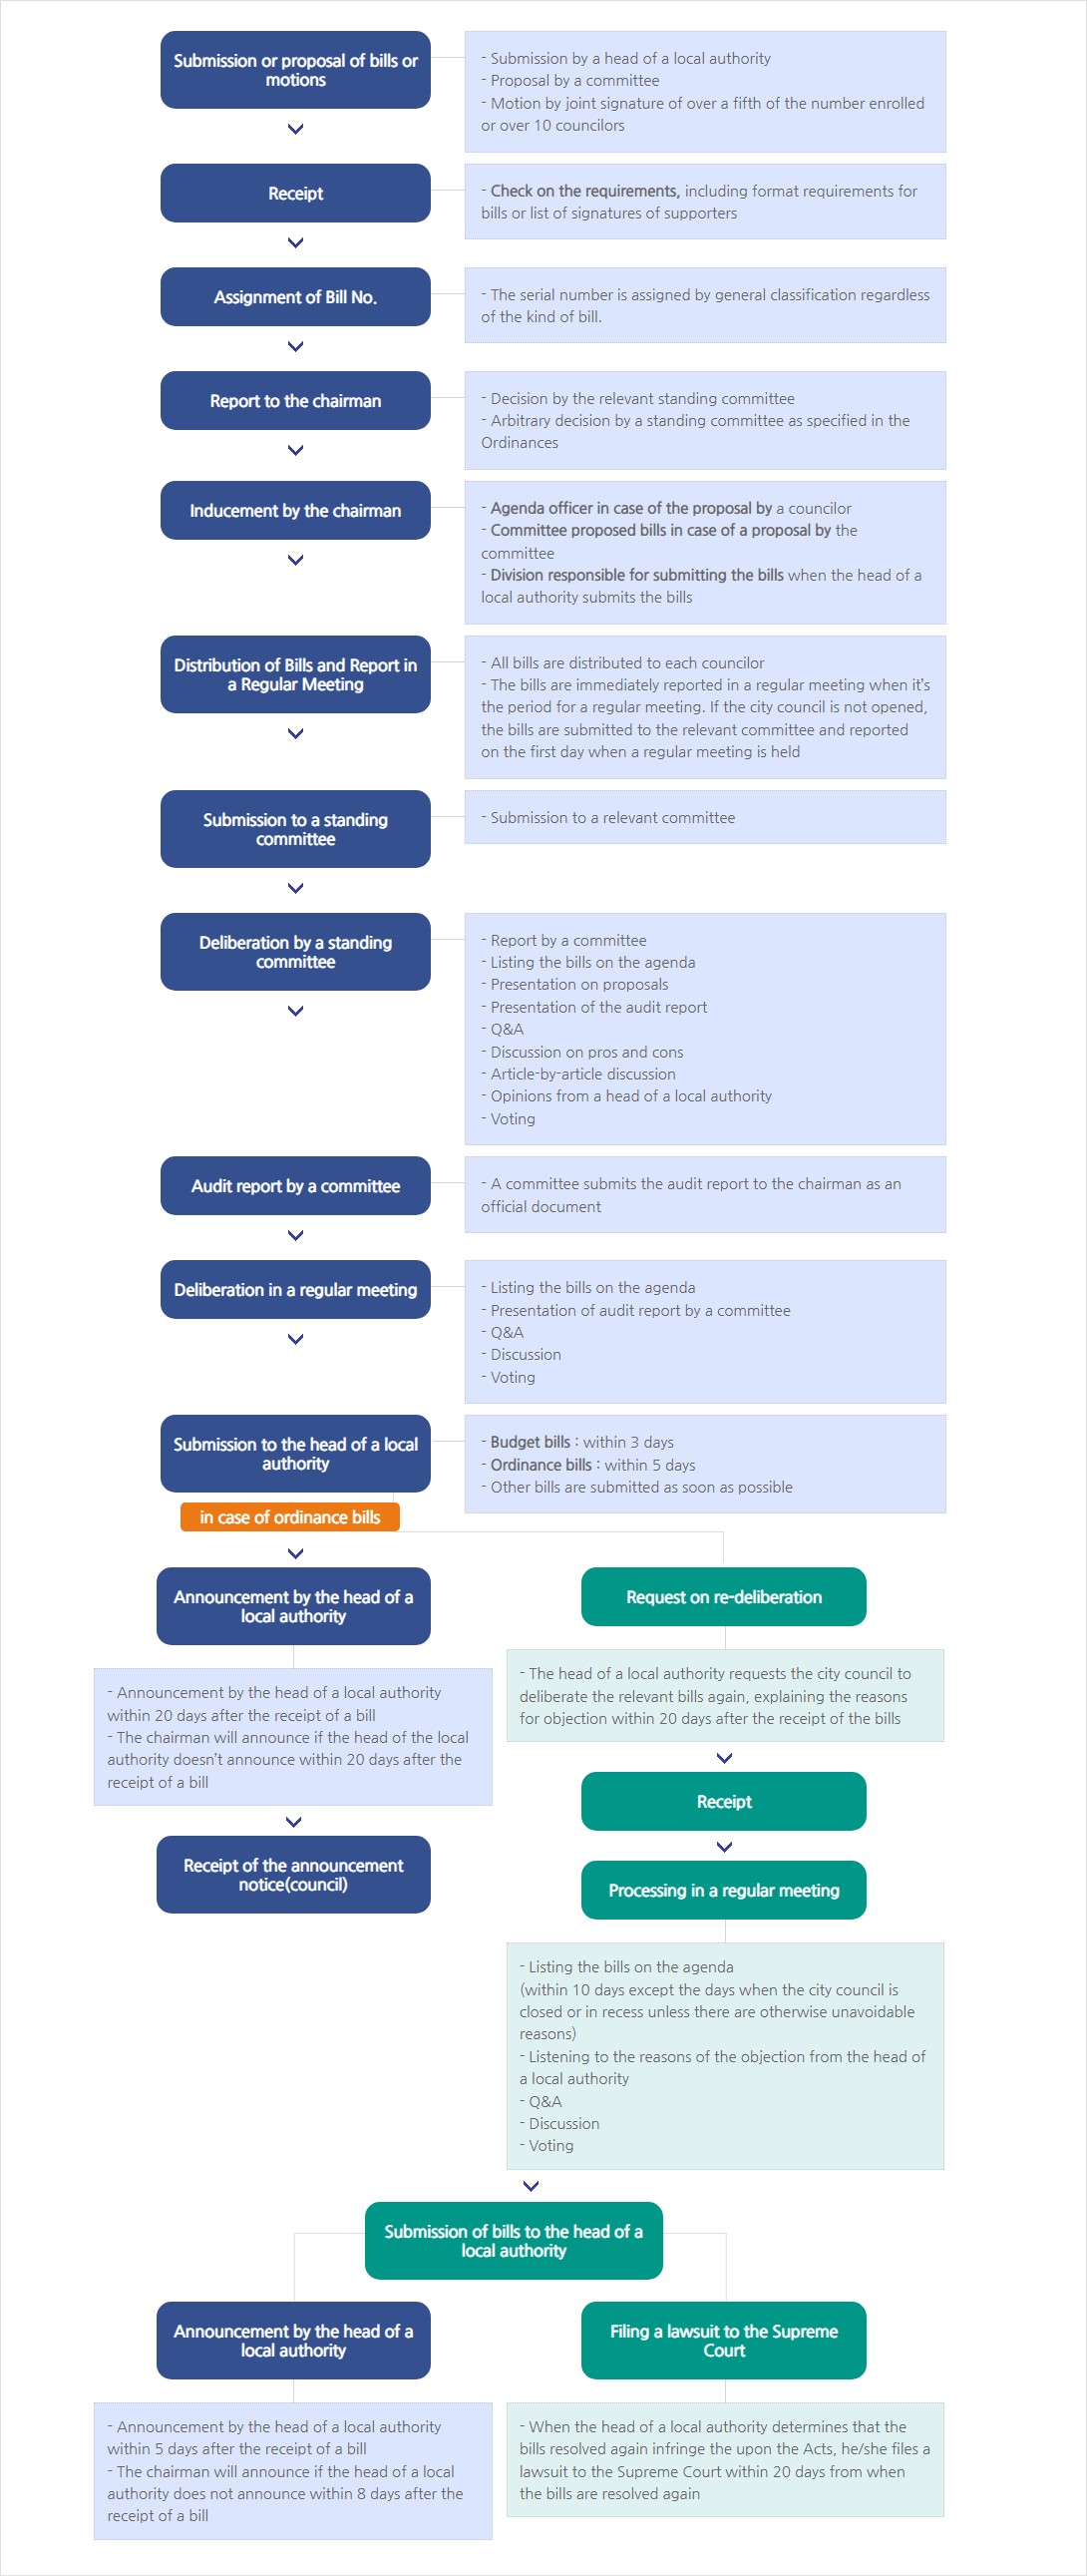 Submission or proposal of bills or
motions
- Submission by a head of a local authority
- Proposal by a committee
- Motion by joint signature of over a fifth of the number enrolled
or over 10 councilors
Receipt
- Check on the requirements, including format requirements for
bills or list of signatures of supporters
Assignment of Bill No.
- The serial number is assigned by general classification regardless
of the kind of bill.
Report to the chairman
- Decision by the relevant standing committee
- Arbitrary decision by a standing committee as specified in the
Ordinances
Inducement by the chairman
- Agenda officer in case of the proposal by a councilor
- Committee proposed bills in case of a proposal by the
committee
- Division responsible for submitting the bills when the head of a
local authority submits the bills
Distribution of Bills and Report in
a Regular Meeting
- All bills are distributed to each councilor
- The bills are immediately reported in a regular meeting when it's
the period for a regular meeting. If the city council is not opened,
the bills are submitted to the relevant committee and reported
on the first day when a regular meeting is held
Submission to a standing
committee
- Submission to a relevant committee
Deliberation by a standing
committee
- Report by a committee
- Listing the bills on the agenda
- Presentation on proposals
- Presentation of the audit report
- Q&A
- Discussion on pros and cons
- Article-by-article discussion
- Opinions from a head of a local authority
- Voting
Audit report by a committee
- A committee submits the audit report to the chairman as an
official document
Deliberation in a regular meeting
- Listing the bills on the agenda
- Presentation of audit report by a committee
- Q&A
- Discussion
- Voting
Submission to the head of a local
authority
- Budget bills : within 3 days
- Ordinance bills : within 5 days
- Other bills are submitted as soon as possible
in case of ordinance bills
Announcement by the head of a
local authority
- Announcement by the head of a local authority
within 20 days after the receipt of a bill
- The chairman will announce if the head of the local
authority doesn't announce within 20 days after the
receipt of a bill
Receipt of the announcement
notice(council)
Request on re-deliberation
- The head of a local authority requests the city council to
deliberate the relevant bills again, explaining the reasons
for objection within 20 days after the receipt of the bills
Receipt
Processing in a regular meeting
- Listing the bills on the agenda
(within 10 days except the days when the city council is
closed or in recess unless there are otherwise unavoidable
reasons)
- Listening to the reasons of the objection from the head of
a local authority
- Q&A
- Discussion
- Voting
Submission of bills to the head of a
local authority
Announcement by the head of a
local authority
- Announcement by the head of a local authority
within 5 days after the receipt of a bill
- The chairman will announce if the head of a local
authority does not announce within 8 days after the
receipt of a bill
Filing a lawsuit to the Supreme
Court
- When the head of a local authority determines that the
bills resolved again infringe the upon the Acts, he/she files a
lawsuit to the Supreme Court within 20 days from when
the bills are resolved again